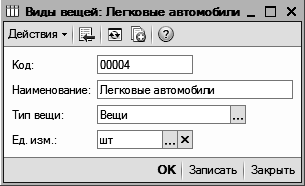 Виды вещей: Легковые автомобили
Действия
Код: 00004
Наименование: Легковые автомобили
Тип вещи: Вещи ...
Ед. изм.: шт ... ×
OK Записать Закрыть